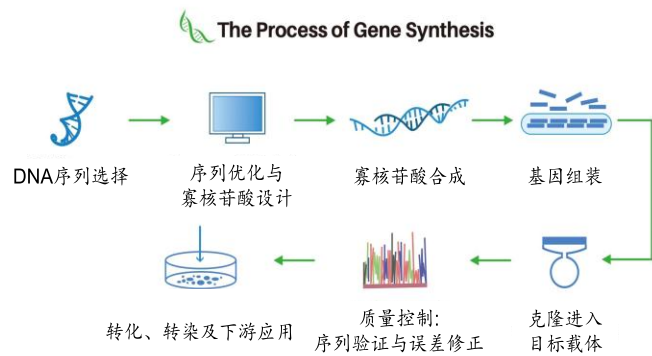 The Process of Gene Synthesis
DNA序列选择
序列优化与
寡核苷酸设计
寡核苷酸合成
基因组装
克隆进入
目标载体
质量控制:
序列验证与误差修正
转化、转染及下游应用